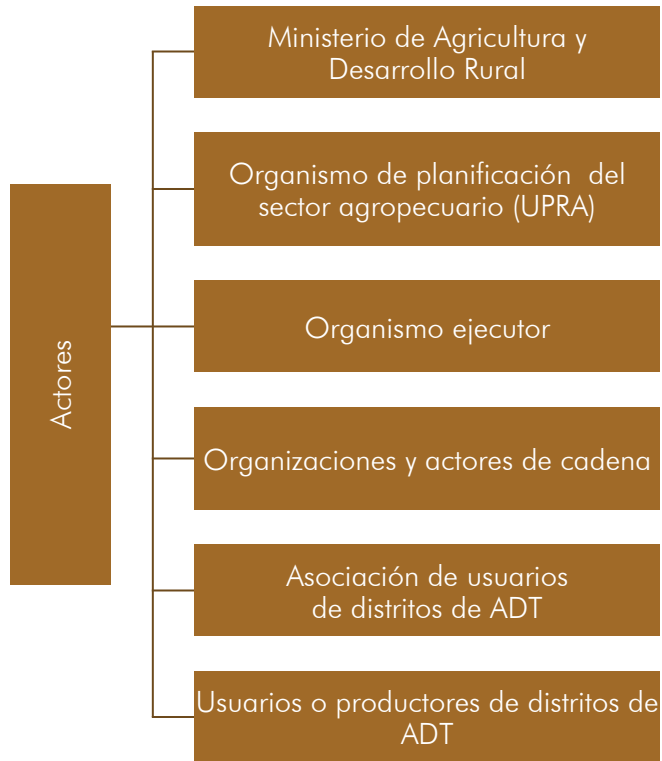 Actores
Ministerio de Agricultura y
Desarrollo Rural
Organismo de planificación del
sector agropecuario (UPRA)
Organismo ejecutor
Organizaciones y actores de cadena
Asociación de usuarios
de distritos de ADT
Usuarios o productores de distritos de
ADT